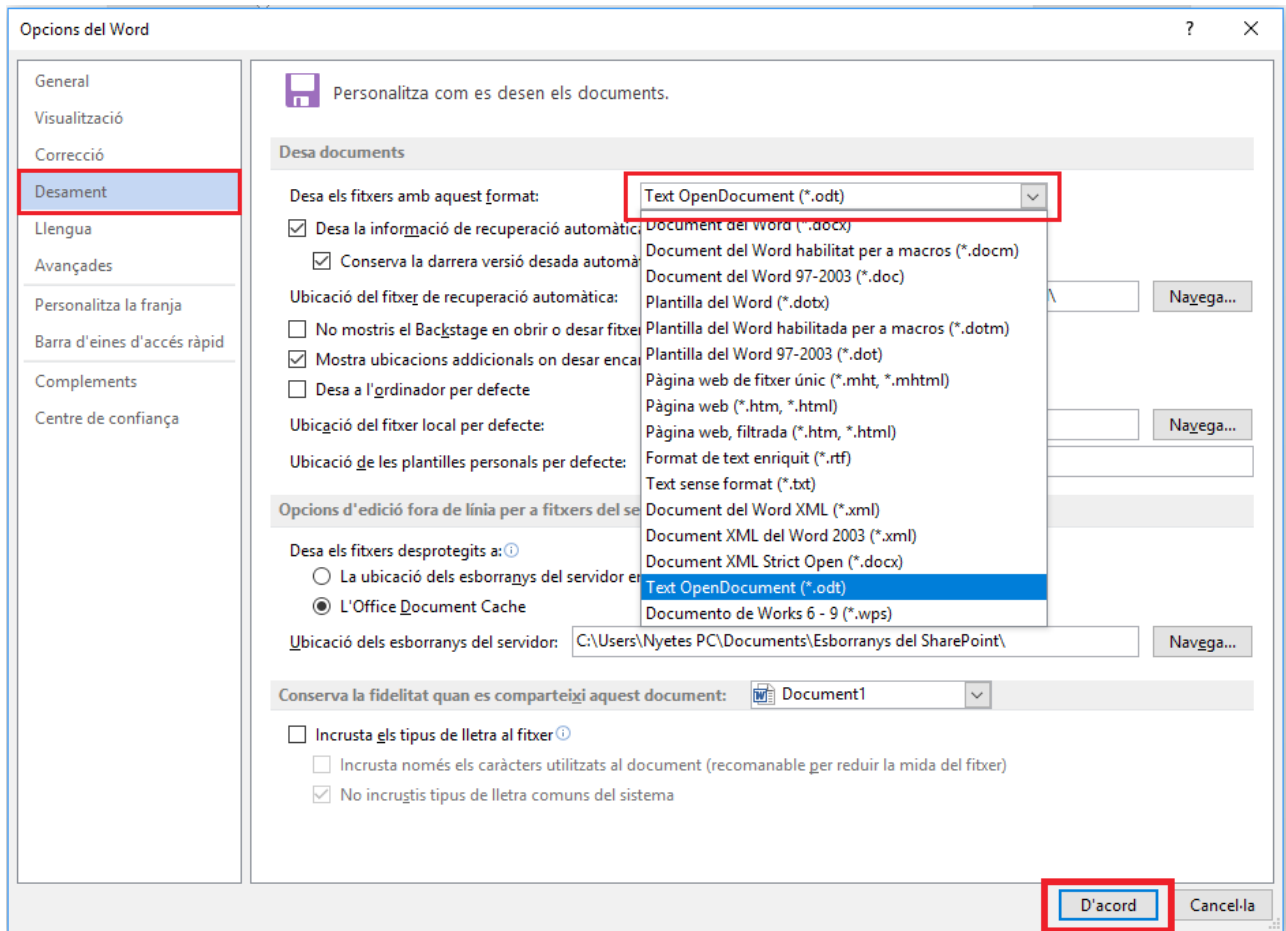 Opcions del Word
?
General
Visualització
Correcció
Desament
Llengua
Avançades
Personalitza la franja
Barra d'eines d'accés ràpid
Complements
Centre de confiança
Personalitza com es desen els documents.
Desa documents
Desa els fitxers amb aquest format: Text OpenDocument (*.odt)
Document del Word (*.docx)
Document del Word habilitat per a macros (*.docm)
Document del Word 97-2003 (*.doc)
Plantilla del Word (*.dotx)
Plantilla del Word habilitada per a macros (*.dotm)
Plantilla del Word 97-2003 (*.dot)
Pàgina web de fitxer únic (*.mht, *.mhtml)
Pàgina web (*.htm, *.html)
Pàgina web, filtrada (*.htm, *.html)
Format de text enriquit (*.rtf)
Text sense format (*.txt)
Document del Word XML (*.xml)
Document XML del Word 2003 (*.xml)
Document XML Strict Open (*.docx)
Text OpenDocument (*.odt)
Documento de Works 6 - 9 (*.wps)
Desa la informació de recuperació
Conserva la darrera versió desada
Ubicació del fitxer de recuperació automàtica: \ Navega...
No mostris el Backstage en obrir o desar
Mostra ubicacions addicionals on desar
Desa a l'ordinador per defecte
Ubicació del fitxer local per defecte: Navega...
Ubicació de les plantilles personals per defecte:
Opcions d'edició fora de línia per a fitxers del
Desa els fitxers desprotegits a:
La ubicació dels esborranys del servidor
L'Office Document Cache
Ubicació dels esborranys del servidor: C:\Users\Nyetes PC\Documents\Esborranys del SharePoint\ Navega...
Conserva la fidelitat quan es comparteixi aquest document: Document1
Incrusta els tipus de lletra al fitxer
Incrusta només els caràcters utilitzats al document (recomanable per reduir la mida del fitxer)
No incrustis tipus de lletra comuns del sistema
D'acord Cancel·la